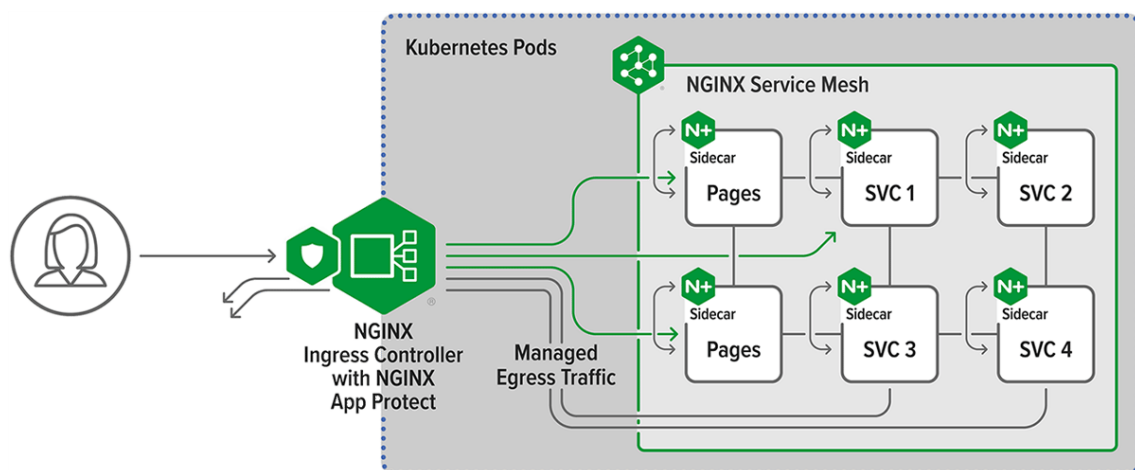 Kubernetes Pods
NGINX Service Mesh
N+
Sidecar
Pages
N+
Sidecar
SVC 1
N+
Sidecar
SVC 2
N+
Sidecar
Pages
N+
Sidecar
SVC 3
N+
Sidecar
SVC 4
®
®
NGINX
Ingress Controller
with NGINX
App Protect
Managed
Egress Traffic